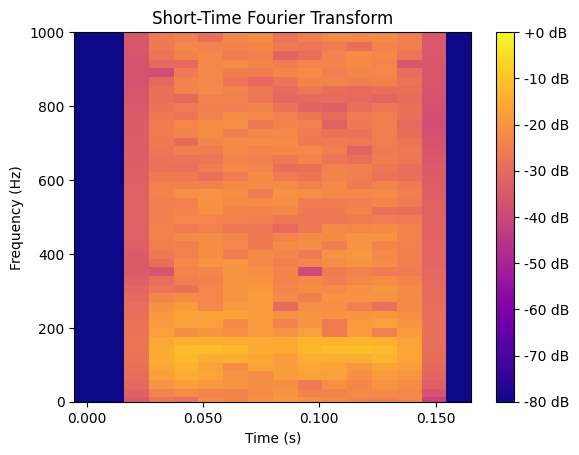 Short-Time Fourier Transform
1000
800
600
400
200
0
Frequency (Hz)
0.000
0.050
0.100
0.150
Time (s)
+0 dB
-10 dB
-20 dB
-30 dB
-40 dB
-50 dB
-60 dB
-70 dB
-80 dB